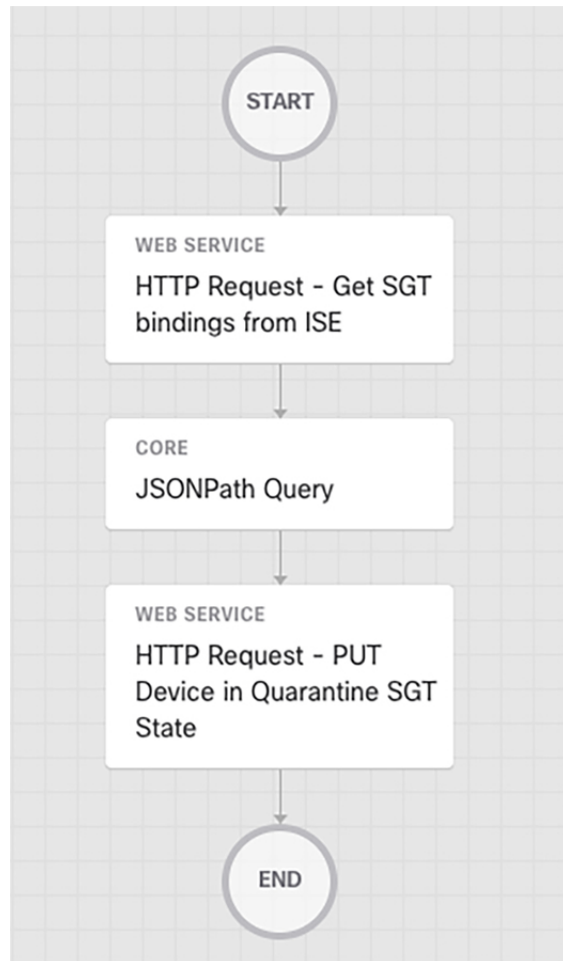 START
WEB SERVICE
HTTP Request - Get SGT
bindings from ISE
CORE
JSONPath Query
WEB SERVICE
HTTP Request - PUT
Device in Quarantine SGT
State
END